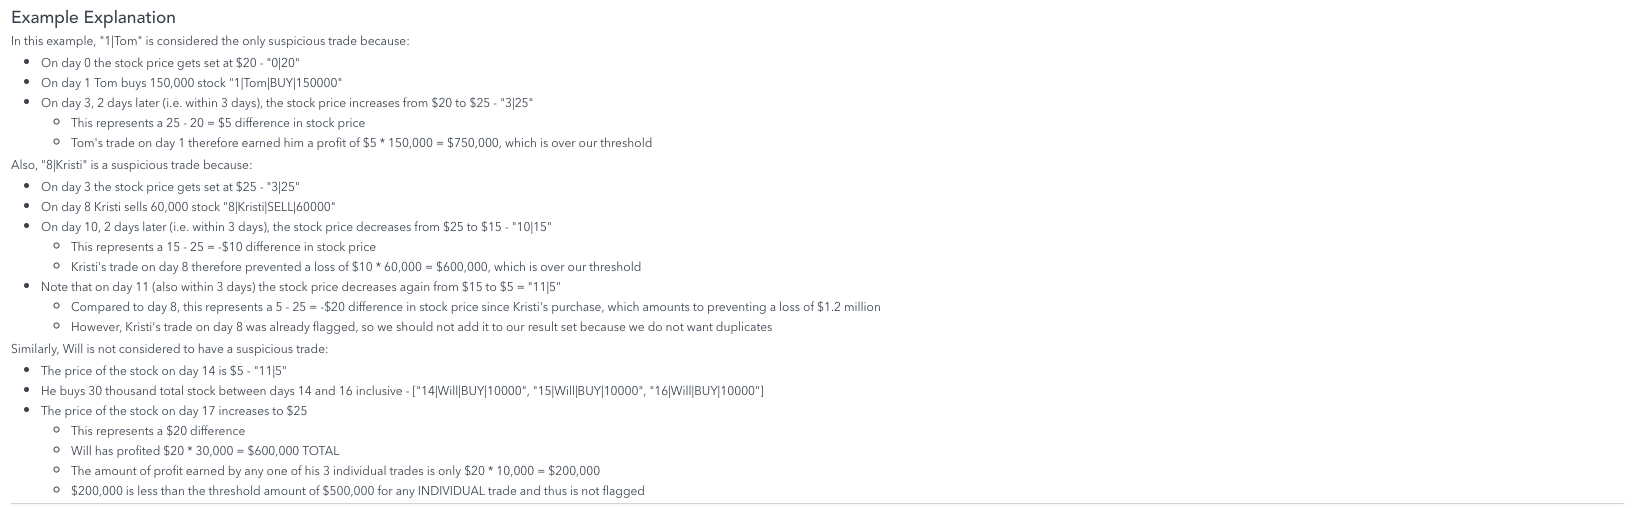 Example Explanation
In this example, "1|Tom" is considered the only suspicious trade because:
On day 0 the stock price gets set at $20 - "0|20"
On day 1 Tom buys 150,000 stock "1|Tom|BUY|150000"
On day 3, 2 days later (i.e. within 3 days), the stock price increases from $20 to $25 - "3|25"
This represents a 25 - 20 = $5 difference in stock price
Tom's trade on day 1 therefore earned him a profit of $5 * 150,000 = $750,000, which is over our threshold
Also, "8|Kristi" is a suspicious trade because:
On day 3 the stock price gets set at $25 - "3|25"
On day 8 Kristi sells 60,000 stock "8|Kristi|SELL|60000"
On day 10, 2 days later (i.e. within 3 days), the stock price decreases from $25 to $15 - "10|15"
This represents a 15 - 25 = -$10 difference in stock price
Kristi's trade on day 8 therefore prevented a loss of $10 * 60,000 = $600,000, which is over our threshold
Note that on day 11 (also within 3 days) the stock price decreases again from $15 to $5 = "11|5"
Compared to day 8, this represents a 5 - 25 = -$20 difference in stock price since Kristi's purchase, which amounts to preventing a loss of $1.2 million
However, Kristi's trade on day 8 was already flagged, so we should not add it to our result set because we do not want duplicates
Similarly, Will is not considered to have a suspicious trade:
The price of the stock on day 14 is $5 - "11|5"
He buys 30 thousand total stock between days 14 and 16 inclusive - ["14|Will|BUY|10000", "15|Will|BUY|10000", "16|Will|BUY|10000"]
The price of the stock on day 17 increases to $25
This represents a $20 difference
Will has profited $20 * 30,000 = $600,000 TOTAL
The amount of profit earned by any one of his 3 individual trades is only $20 * 10,000 = $200,000
$200,000 is less than the threshold amount of $500,000 for any INDIVIDUAL trade and thus is not flagged